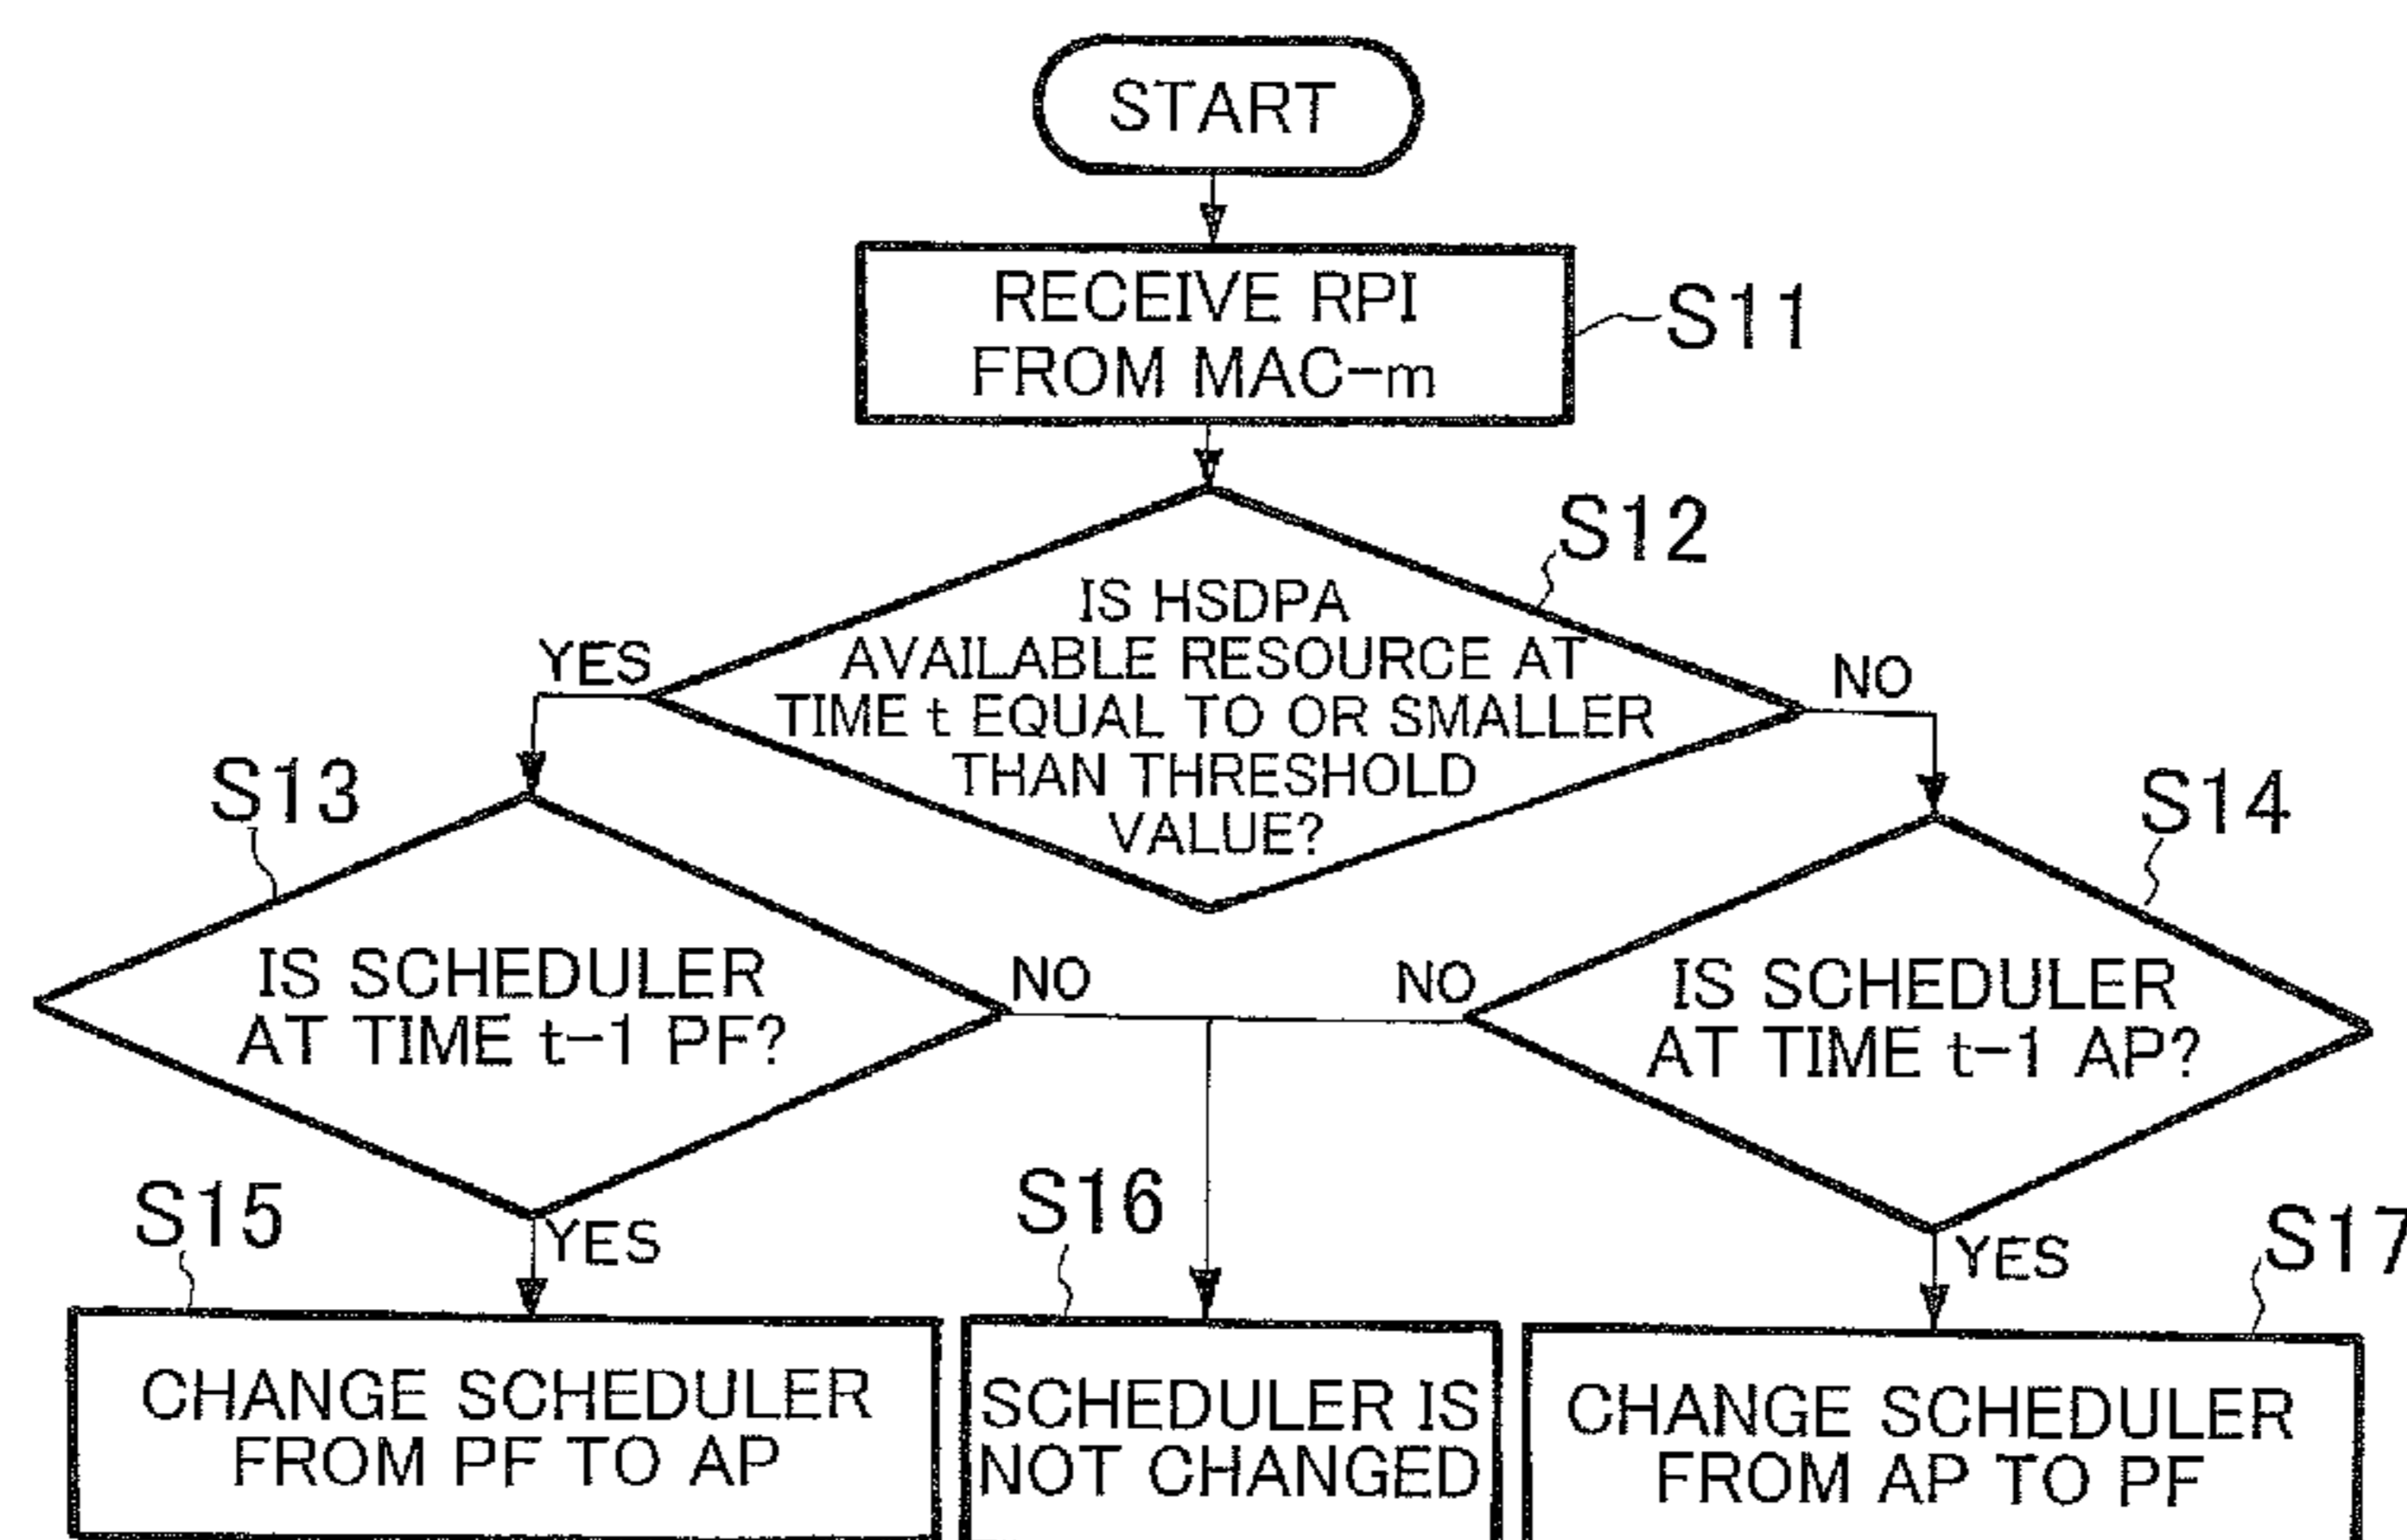 START
RECEIVE RPI
FROM MAC-m
S11
S12
IS HSDPA
AVAILABLE RESOURCE AT
TIME t EQUAL TO OR SMALLER
THAN THRESHOLD
VALUE?
YES
NO
S13
S14
IS SCHEDULER
AT TIME t-1 PF?
NO
NO
IS SCHEDULER
AT TIME t-1 AP?
S15
YES
S16
YES
S17
CHANGE SCHEDULER
FROM PF TO AP
SCHEDULER IS
NOT CHANGED
CHANGE SCHEDULER
FROM AP TO PF